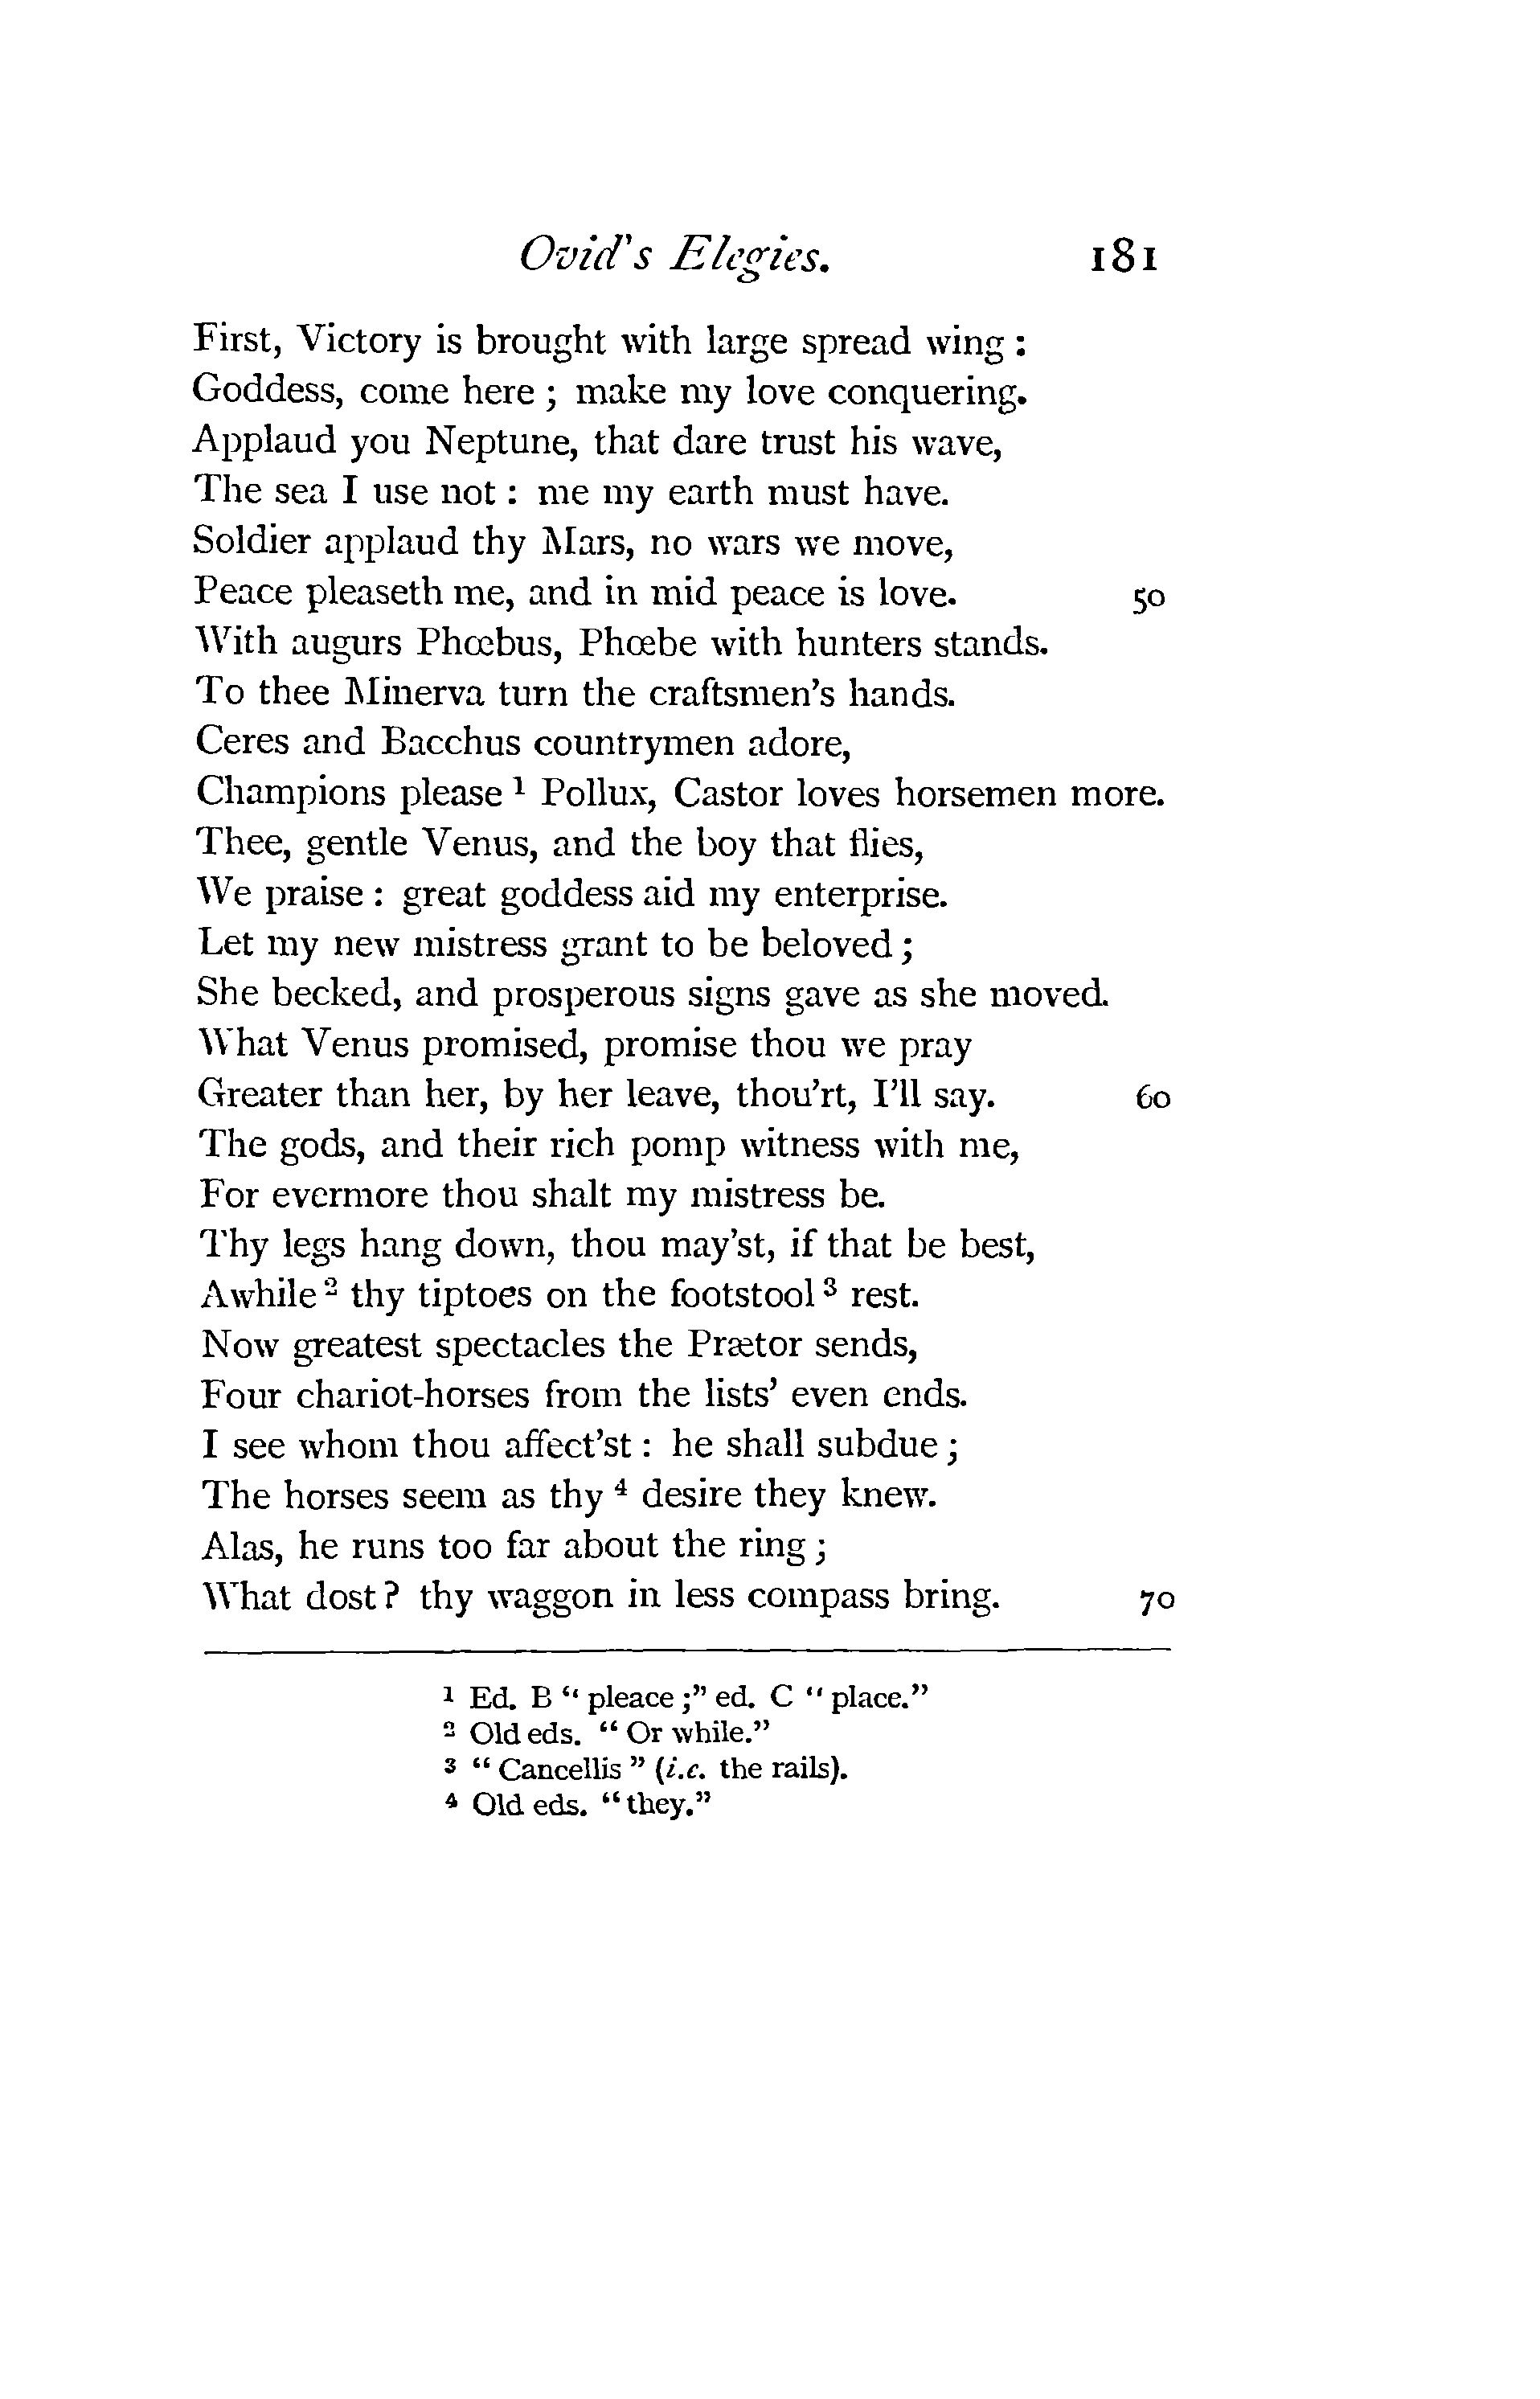 Ovid's Elegies. 181
First, Victory is brought with large spread wing :
Goddess, come here ; make my love conquering.
Applaud you Neptune, that dare trust his wave,
The sea I use not : me my earth must have.
Soldier applaud thy Mars, no wars we move,
Peace pleaseth me, and in mid peace is love. 50
With augurs Phœbus, Phœbe with hunters stands.
To thee Minerva turn the craftsmen's hands.
Ceres and Bacchus countrymen adore,
Champions please ¹ Pollux, Castor loves horsemen more.
Thee, gentle Venus, and the boy that flies,
We praise : great goddess aid my enterprise.
Let my new mistress grant to be beloved ;
She becked, and prosperous signs gave as she moved.
What Venus promised, promise thou we pray
Greater than her, by her leave, thou'rt, I'll say. 60
The gods, and their rich pomp witness with me,
For evermore thou shalt my mistress be.
Thy legs hang down, thou may'st, if that be best,
Awhile ² thy tiptoes on the footstool ³ rest.
Now greatest spectacles the Prætor sends,
Four chariot-horses from the lists' even ends.
I see whom thou affect'st : he shall subdue ;
The horses seem as thy ⁴ desire they knew.
Alas, he runs too far about the ring ;
What dost ? thy waggon in less compass bring. 70
¹ Ed. B " pleace ;" ed. C " place."
² Old eds. " Or while."
³ " Cancellis " (i.e. the rails).
⁴ Old eds. " they."